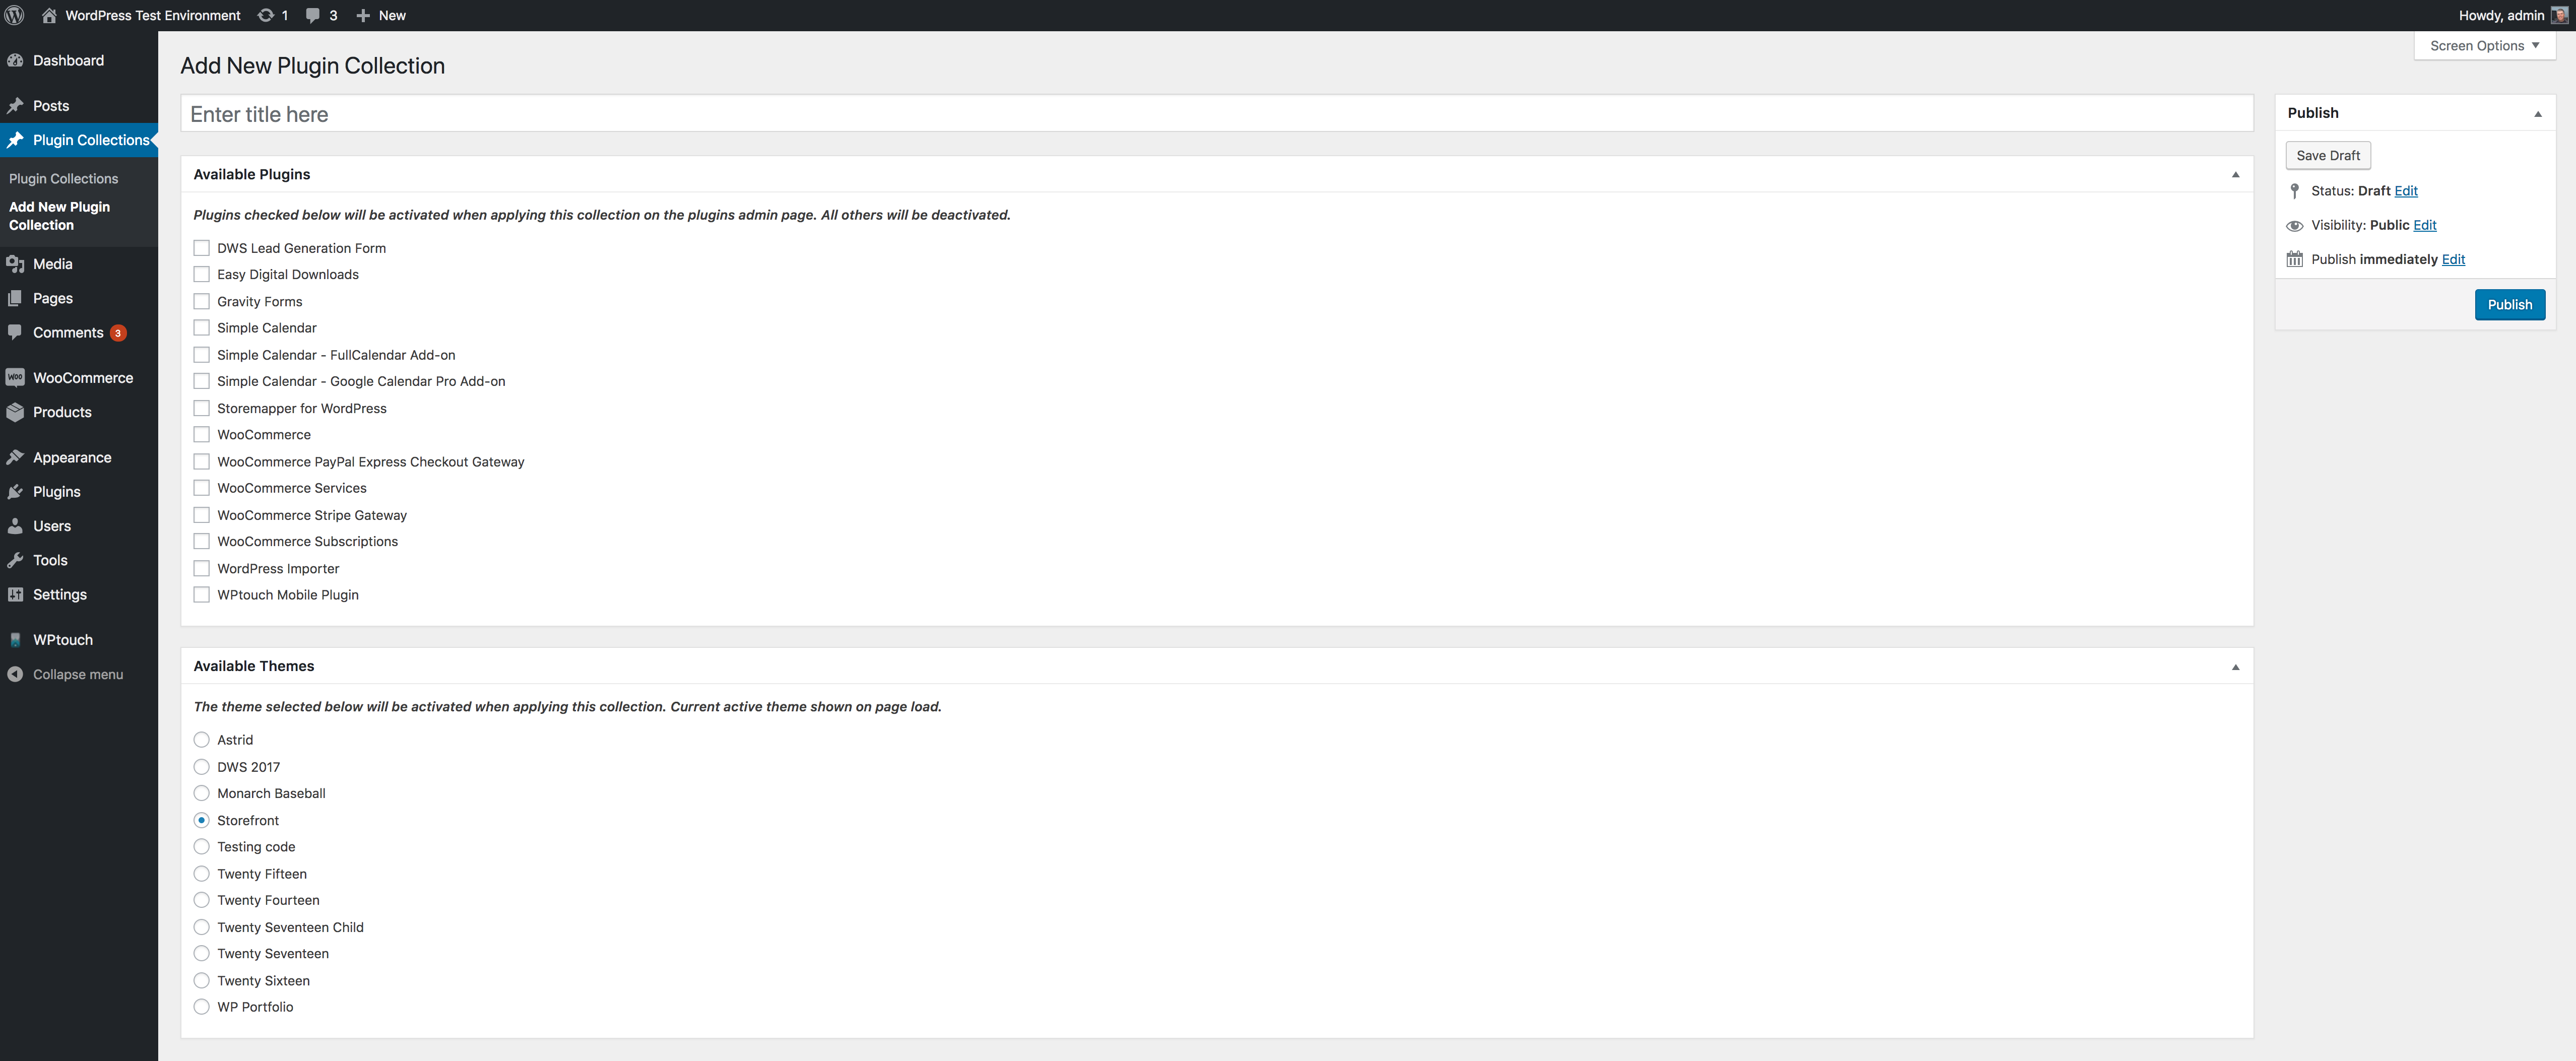 WordPress Test Environment 1 3 New Howdy, admin
Screen Options
Dashboard
Posts
Plugin Collections
Plugin Collections
Add New Plugin
Collection
Media
Pages
Comments 3
WooCommerce
Products
Appearance
Plugins
Users
Tools
Settings
WPtouch
Collapse menu
Add New Plugin Collection
Enter title here
Available Plugins
Plugins checked below will be activated when applying this collection on the plugins admin page. All others will be deactivated.
DWS Lead Generation Form
Easy Digital Downloads
Gravity Forms
Simple Calendar
Simple Calendar - FullCalendar Add-on
Simple Calendar - Google Calendar Pro Add-on
Storemapper for WordPress
WooCommerce
WooCommerce PayPal Express Checkout Gateway
WooCommerce Services
WooCommerce Stripe Gateway
WooCommerce Subscriptions
WordPress Importer
WPtouch Mobile Plugin
Available Themes
The theme selected below will be activated when applying this collection. Current active theme shown on page load.
Astrid
DWS 2017
Monarch Baseball
Storefront
Testing code
Twenty Fifteen
Twenty Fourteen
Twenty Seventeen Child
Twenty Seventeen
Twenty Sixteen
WP Portfolio
Publish
Save Draft
Status: Draft Edit
Visibility: Public Edit
Publish immediately Edit
Publish